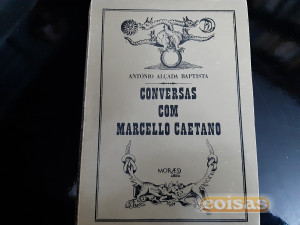 ANTÓNIO ALÇADA BAPTISTA
CONVERSAS
COM
MARCELLO CAETANO
MORAES
coisas